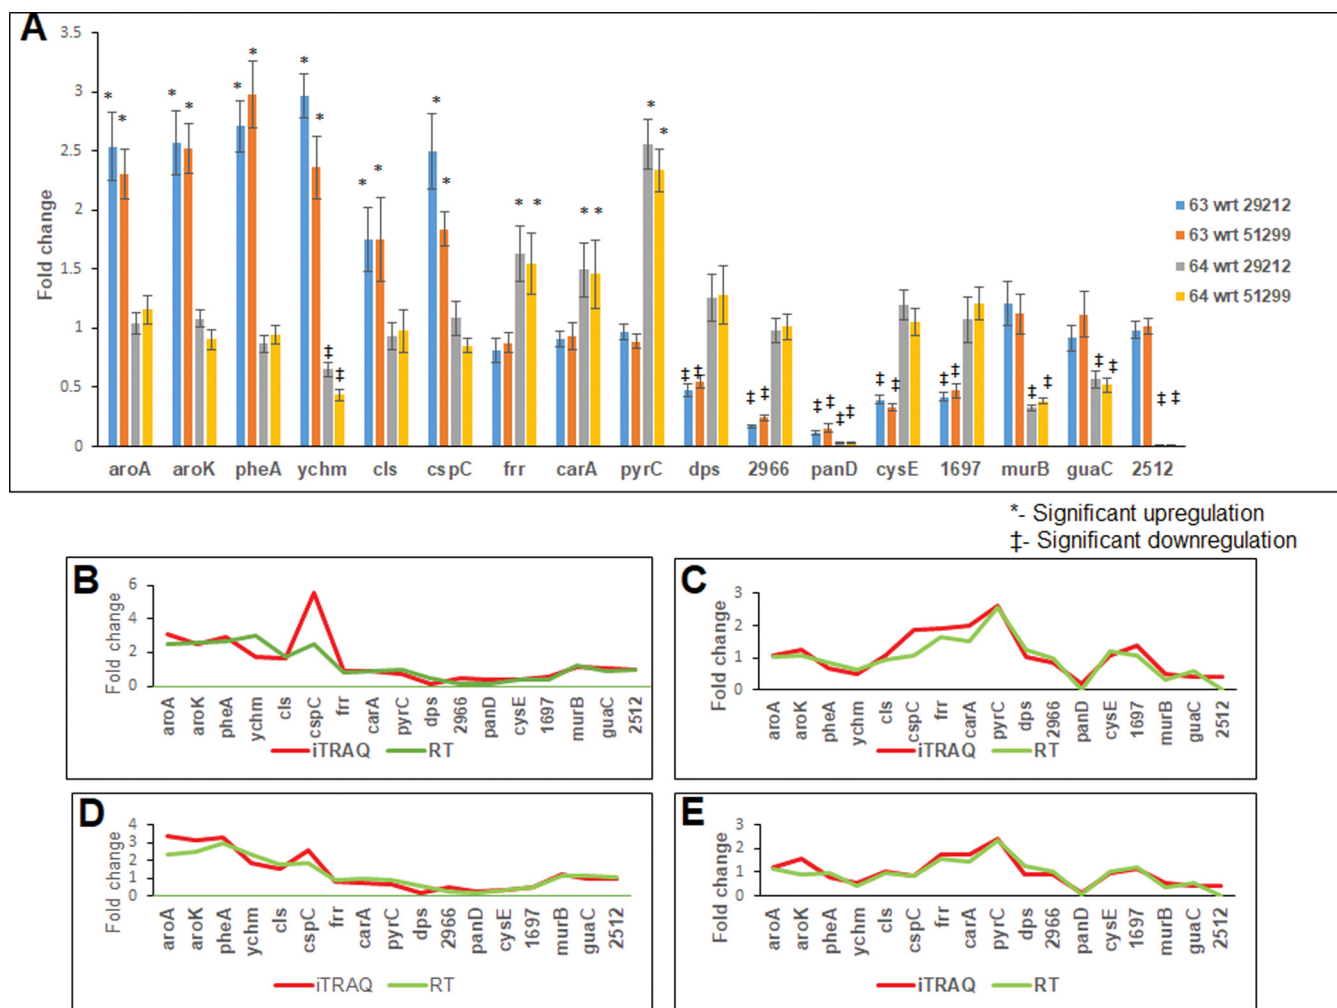 A
3.5
3
2.5
2
1.5
1
0.5
0
Fold change
* * * * * * * * * * * * * * * * * *
‡ ‡ ‡ ‡ ‡ ‡ ‡ ‡ ‡ ‡ ‡ ‡ ‡ ‡ ‡ ‡ ‡ ‡ ‡ ‡
aroA aroK pheA ychm cls cspC frr carA pyrC dps 2966 panD cysE 1697 murB guaC 2512
63 wrt 29212
63 wrt 51299
64 wrt 29212
64 wrt 51299
*- Significant upregulation
‡- Significant downregulation
B
Fold change
6
4
2
0
aroA aroK pheA ychm cls cspC frr carA pyrC dps 2966 panD cysE 1697 murB guaC 2512
iTRAQ RT
C
Fold change
3
2
1
0
aroA aroK pheA ychm cls cspC frr carA pyrC dps 2966 panD cysE 1697 murB guaC 2512
iTRAQ RT
D
Fold change
4
3
2
1
0
aroA aroK pheA ychm cls cspC frr carA pyrC dps 2966 panD cysE 1697 murB guaC 2512
iTRAQ RT
E
Fold change
3
2
1
0
aroA aroK pheA ychm cls cspC frr carA pyrC dps 2966 panD cysE 1697 murB guaC 2512
iTRAQ RT